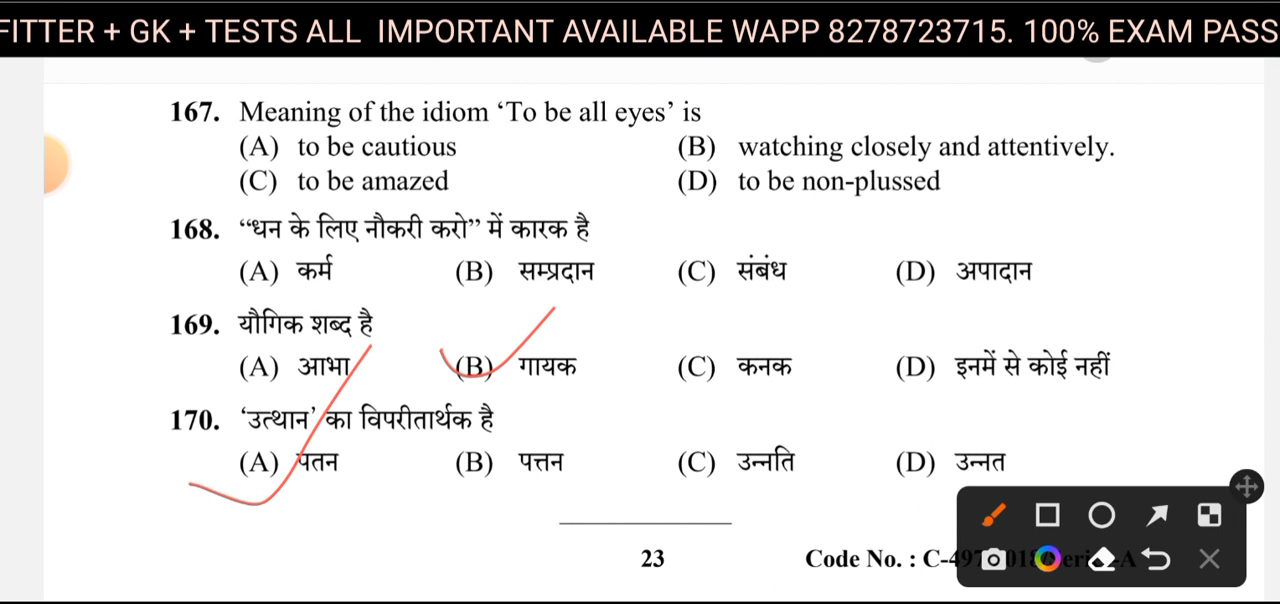 FITTER + GK + TESTS ALL IMPORTANT AVAILABLE WAPP 8278723715. 100% EXAM PASS
167. Meaning of the idiom ‘To be all eyes’ is
(A) to be cautious (B) watching closely and attentively.
(C) to be amazed (D) to be non-plussed
168. “धन के लिए नौकरी करो” में कारक है
(A) कर्म (B) सम्प्रदान (C) संबंध (D) अपादान
169. यौगिक शब्द है
(A) आभा (B) गायक (C) कनक (D) इनमें से कोई नहीं
170. ‘उत्थान’ का विपरीतार्थक है
(A) पतन (B) पत्तन (C) उन्नति (D) उन्नत
23 Code No. : C-49